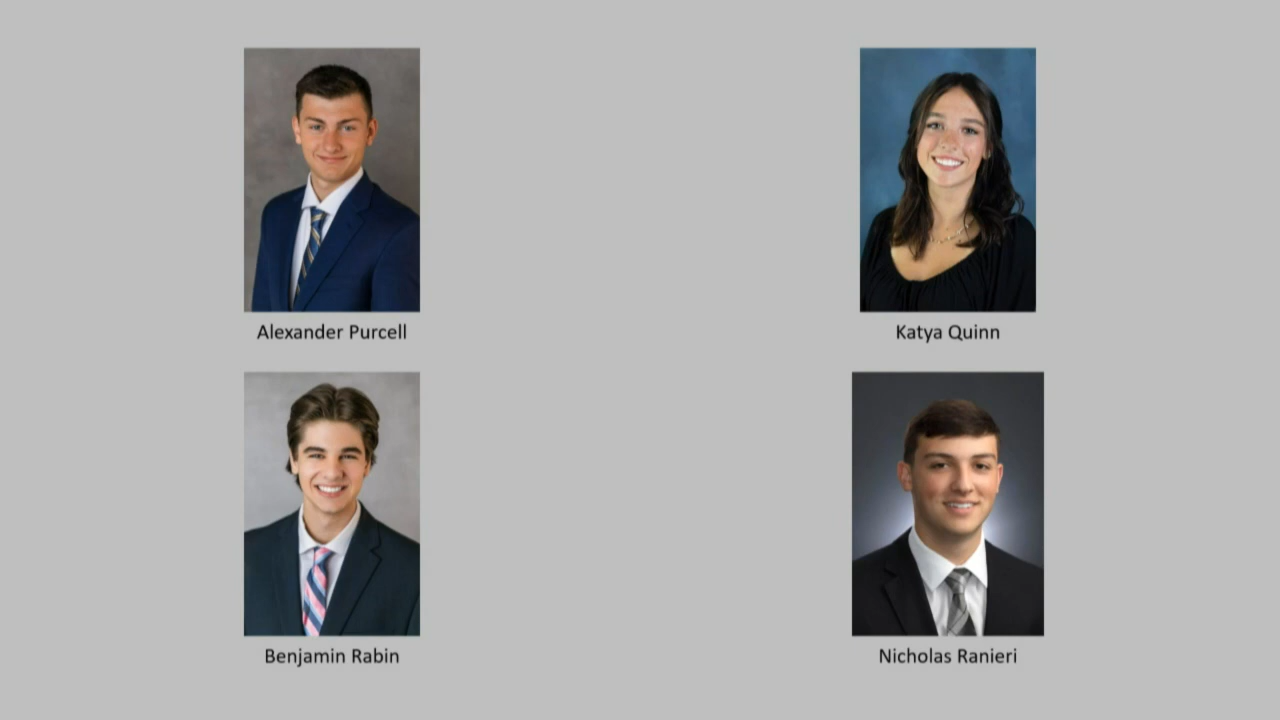 Alexander Purcell
Katya Quinn
Benjamin Rabin
Nicholas Ranieri